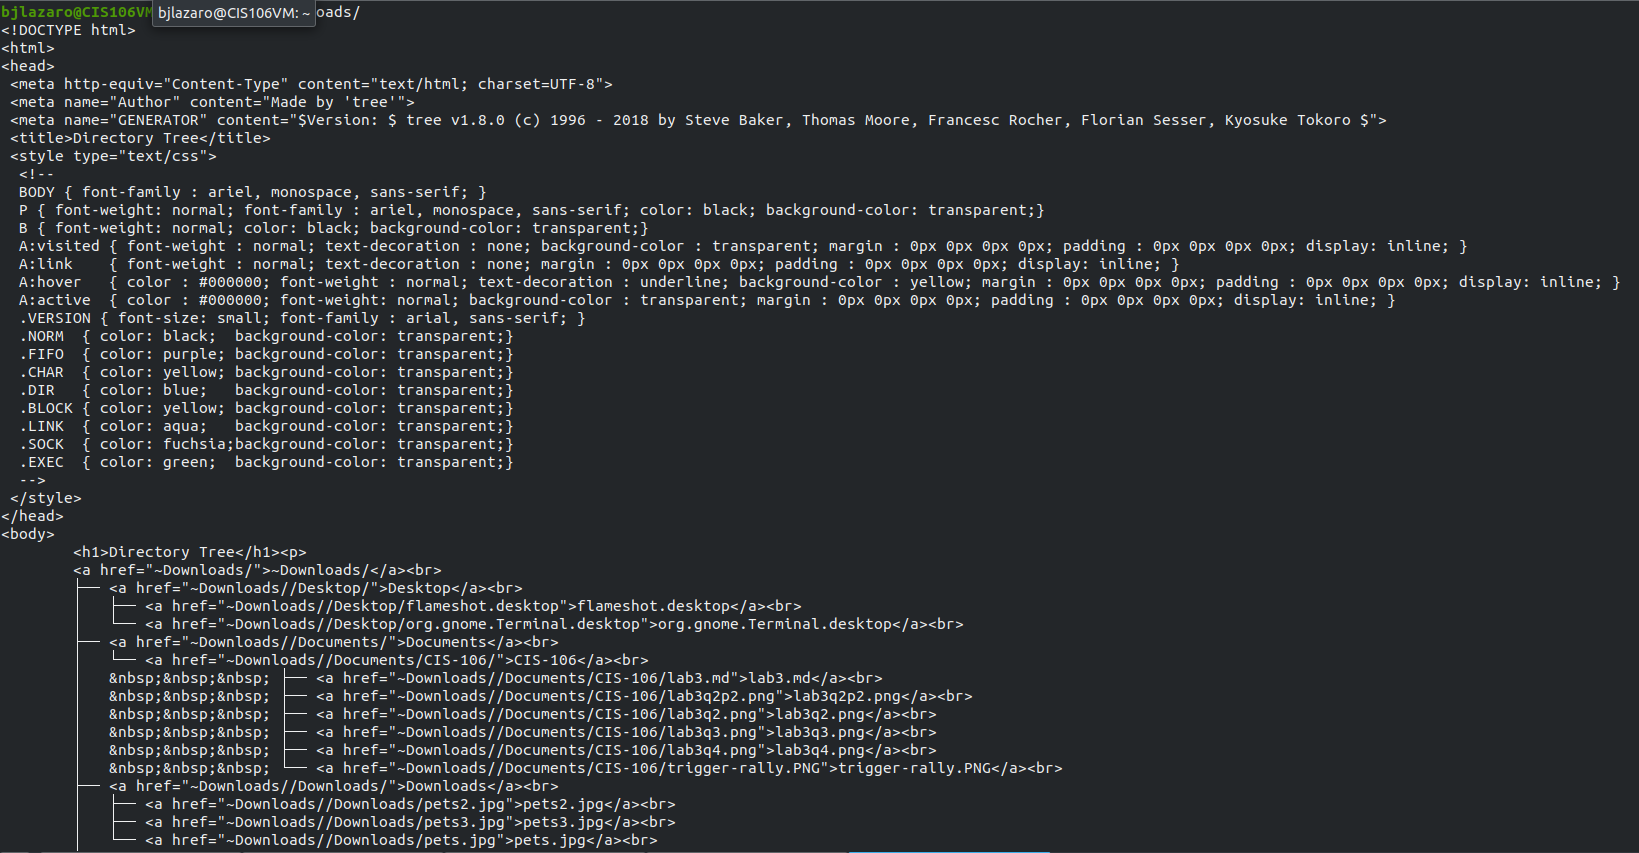 bjlazaro@CIS106VM bjlazaro@CIS106VM: ~ oads/
<!DOCTYPE html>
<html>
<head>
 <meta http-equiv="Content-Type" content="text/html; charset=UTF-8">
 <meta name="Author" content="Made by 'tree'">
 <meta name="GENERATOR" content="$Version: $ tree v1.8.0 (c) 1996 - 2018 by Steve Baker, Thomas Moore, Francesc Rocher, Florian Sesser, Kyosuke Tokoro $">
 <title>Directory Tree</title>
 <style type="text/css">
  <!--
  BODY { font-family : ariel, monospace, sans-serif; }
  P { font-weight: normal; font-family : ariel, monospace, sans-serif; color: black; background-color: transparent;}
  B { font-weight: normal; color: black; background-color: transparent;}
  A:visited { font-weight : normal; text-decoration : none; background-color : transparent; margin : 0px 0px 0px 0px; padding : 0px 0px 0px 0px; display: inline; }
  A:link    { font-weight : normal; text-decoration : none; margin : 0px 0px 0px 0px; padding : 0px 0px 0px 0px; display: inline; }
  A:hover   { color : #000000; font-weight : normal; text-decoration : underline; background-color : yellow; margin : 0px 0px 0px 0px; padding : 0px 0px 0px 0px; display: inline; }
  A:active  { color : #000000; font-weight: normal; background-color : transparent; margin : 0px 0px 0px 0px; padding : 0px 0px 0px 0px; display: inline; }
  .VERSION { font-size: small; font-family : arial, sans-serif; }
  .NORM  { color: black;  background-color: transparent;}
  .FIFO  { color: purple; background-color: transparent;}
  .CHAR  { color: yellow; background-color: transparent;}
  .DIR   { color: blue;   background-color: transparent;}
  .BLOCK { color: yellow; background-color: transparent;}
  .LINK  { color: aqua;   background-color: transparent;}
  .SOCK  { color: fuchsia;background-color: transparent;}
  .EXEC  { color: green;  background-color: transparent;}
  -->
 </style>
</head>
<body>
        <h1>Directory Tree</h1><p>
        <a href="~Downloads/">~Downloads/</a><br>
        ├── <a href="~Downloads//Desktop/">Desktop</a><br>
        │   ├── <a href="~Downloads//Desktop/flameshot.desktop">flameshot.desktop</a><br>
        │   └── <a href="~Downloads//Desktop/org.gnome.Terminal.desktop">org.gnome.Terminal.desktop</a><br>
        ├── <a href="~Downloads//Documents/">Documents</a><br>
        │   └── <a href="~Downloads//Documents/CIS-106/">CIS-106</a><br>
        │   &nbsp;&nbsp;&nbsp; ├── <a href="~Downloads//Documents/CIS-106/lab3.md">lab3.md</a><br>
        │   &nbsp;&nbsp;&nbsp; ├── <a href="~Downloads//Documents/CIS-106/lab3q2p2.png">lab3q2p2.png</a><br>
        │   &nbsp;&nbsp;&nbsp; ├── <a href="~Downloads//Documents/CIS-106/lab3q2.png">lab3q2.png</a><br>
        │   &nbsp;&nbsp;&nbsp; ├── <a href="~Downloads//Documents/CIS-106/lab3q3.png">lab3q3.png</a><br>
        │   &nbsp;&nbsp;&nbsp; ├── <a href="~Downloads//Documents/CIS-106/lab3q4.png">lab3q4.png</a><br>
        │   &nbsp;&nbsp;&nbsp; └── <a href="~Downloads//Documents/CIS-106/trigger-rally.PNG">trigger-rally.PNG</a><br>
        ├── <a href="~Downloads//Downloads/">Downloads</a><br>
        │   ├── <a href="~Downloads//Downloads/pets2.jpg">pets2.jpg</a><br>
        │   ├── <a href="~Downloads//Downloads/pets3.jpg">pets3.jpg</a><br>
        │   └── <a href="~Downloads//Downloads/pets.jpg">pets.jpg</a><br>